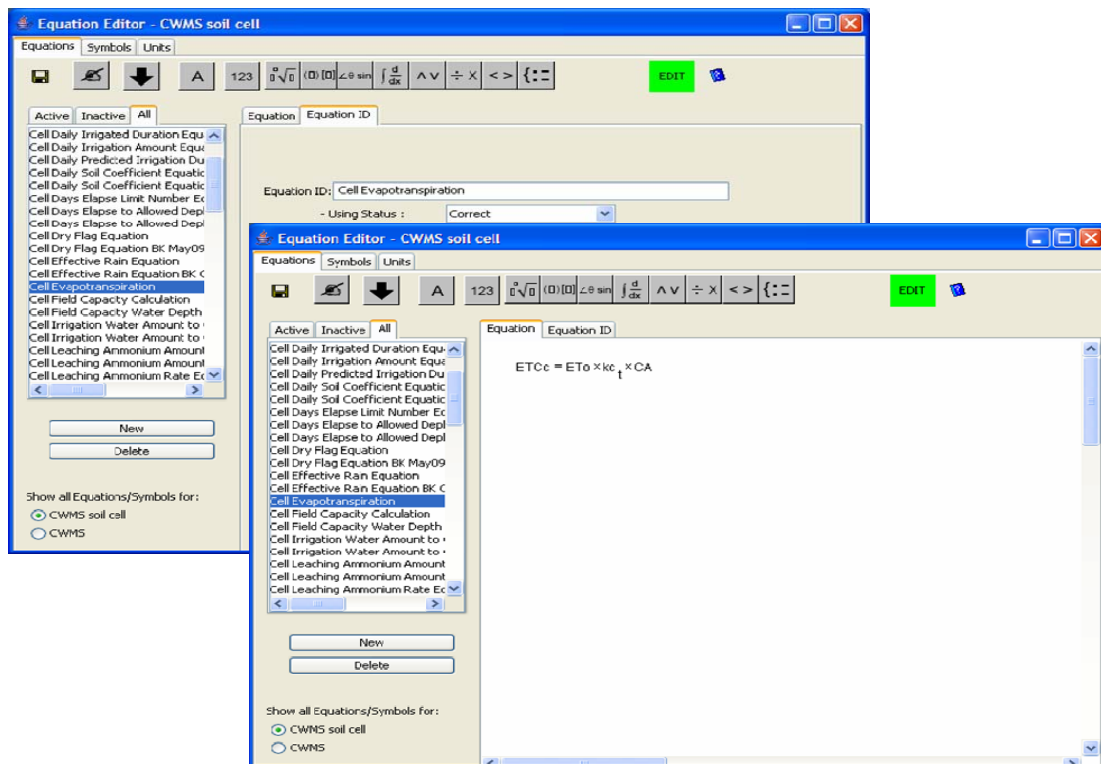 Equation Editor - CWMS soil cell
Equations Symbols Units
A 123 (0) [0] ∠θ sin ∫ d/dx ∧ ∨ ÷ × < > {:= EDIT
Active Inactive All
Equation Equation ID
Cell Daily Irrigated Duration Equ
Cell Daily Irrigation Amount Equa
Cell Daily Predicted Irrigation Du
Cell Daily Soil Coefficient Equatic
Cell Daily Soil Coefficient Equatic
Cell Days Elapse Limit Number Ec
Cell Days Elapse to Allowed Depl
Cell Days Elapse to Allowed Depl
Cell Dry Flag Equation
Cell Dry Flag Equation BK May09
Cell Effective Rain Equation
Cell Effective Rain Equation BK C
Cell Evapotranspiration
Cell Field Capacity Calculation
Cell Field Capacity Water Depth
Cell Irrigation Water Amount to
Cell Irrigation Water Amount to
Cell Leaching Ammonium Amount
Cell Leaching Ammonium Amount
Cell Leaching Ammonium Rate Ec
Equation ID: Cell Evapotranspiration
- Using Status : Correct
New
Delete
Show all Equations/Symbols for:
CWMS soil cell
CWMS
Equation Editor - CWMS soil cell
Equations Symbols Units
A 123 (0) [0] ∠θ sin ∫ d/dx ∧ ∨ ÷ × < > {:= EDIT
Active Inactive All
Equation Equation ID
Cell Daily Irrigated Duration Equ
Cell Daily Irrigation Amount Equa
Cell Daily Predicted Irrigation Du
Cell Daily Soil Coefficient Equatic
Cell Daily Soil Coefficient Equatic
Cell Days Elapse Limit Number Ec
Cell Days Elapse to Allowed Depl
Cell Days Elapse to Allowed Depl
Cell Dry Flag Equation
Cell Dry Flag Equation BK May09
Cell Effective Rain Equation
Cell Effective Rain Equation BK C
Cell Evapotranspiration
Cell Field Capacity Calculation
Cell Field Capacity Water Depth
Cell Irrigation Water Amount to
Cell Irrigation Water Amount to
Cell Leaching Ammonium Amount
Cell Leaching Ammonium Amount
Cell Leaching Ammonium Rate Ec
ETCc = ETo × kc t × CA
New
Delete
Show all Equations/Symbols for:
CWMS soil cell
CWMS